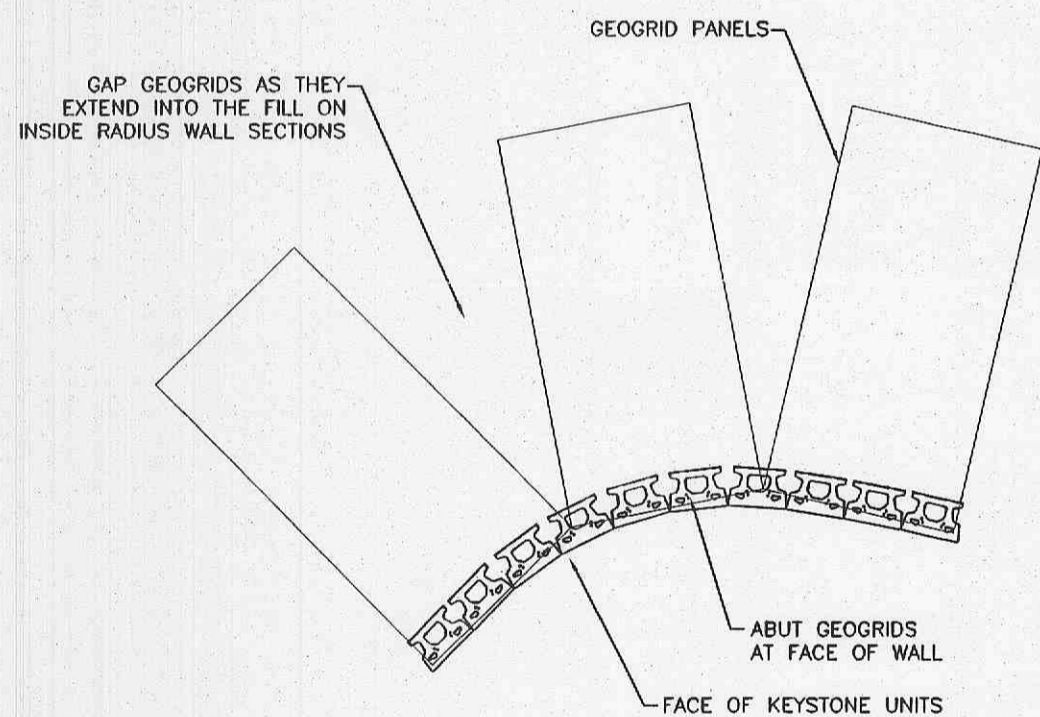 GEOGRID PANELS
GAP GEOGRIDS AS THEY
EXTEND INTO THE FILL ON
INSIDE RADIUS WALL SECTIONS
ABUT GEOGRIDS
AT FACE OF WALL
FACE OF KEYSTONE UNITS